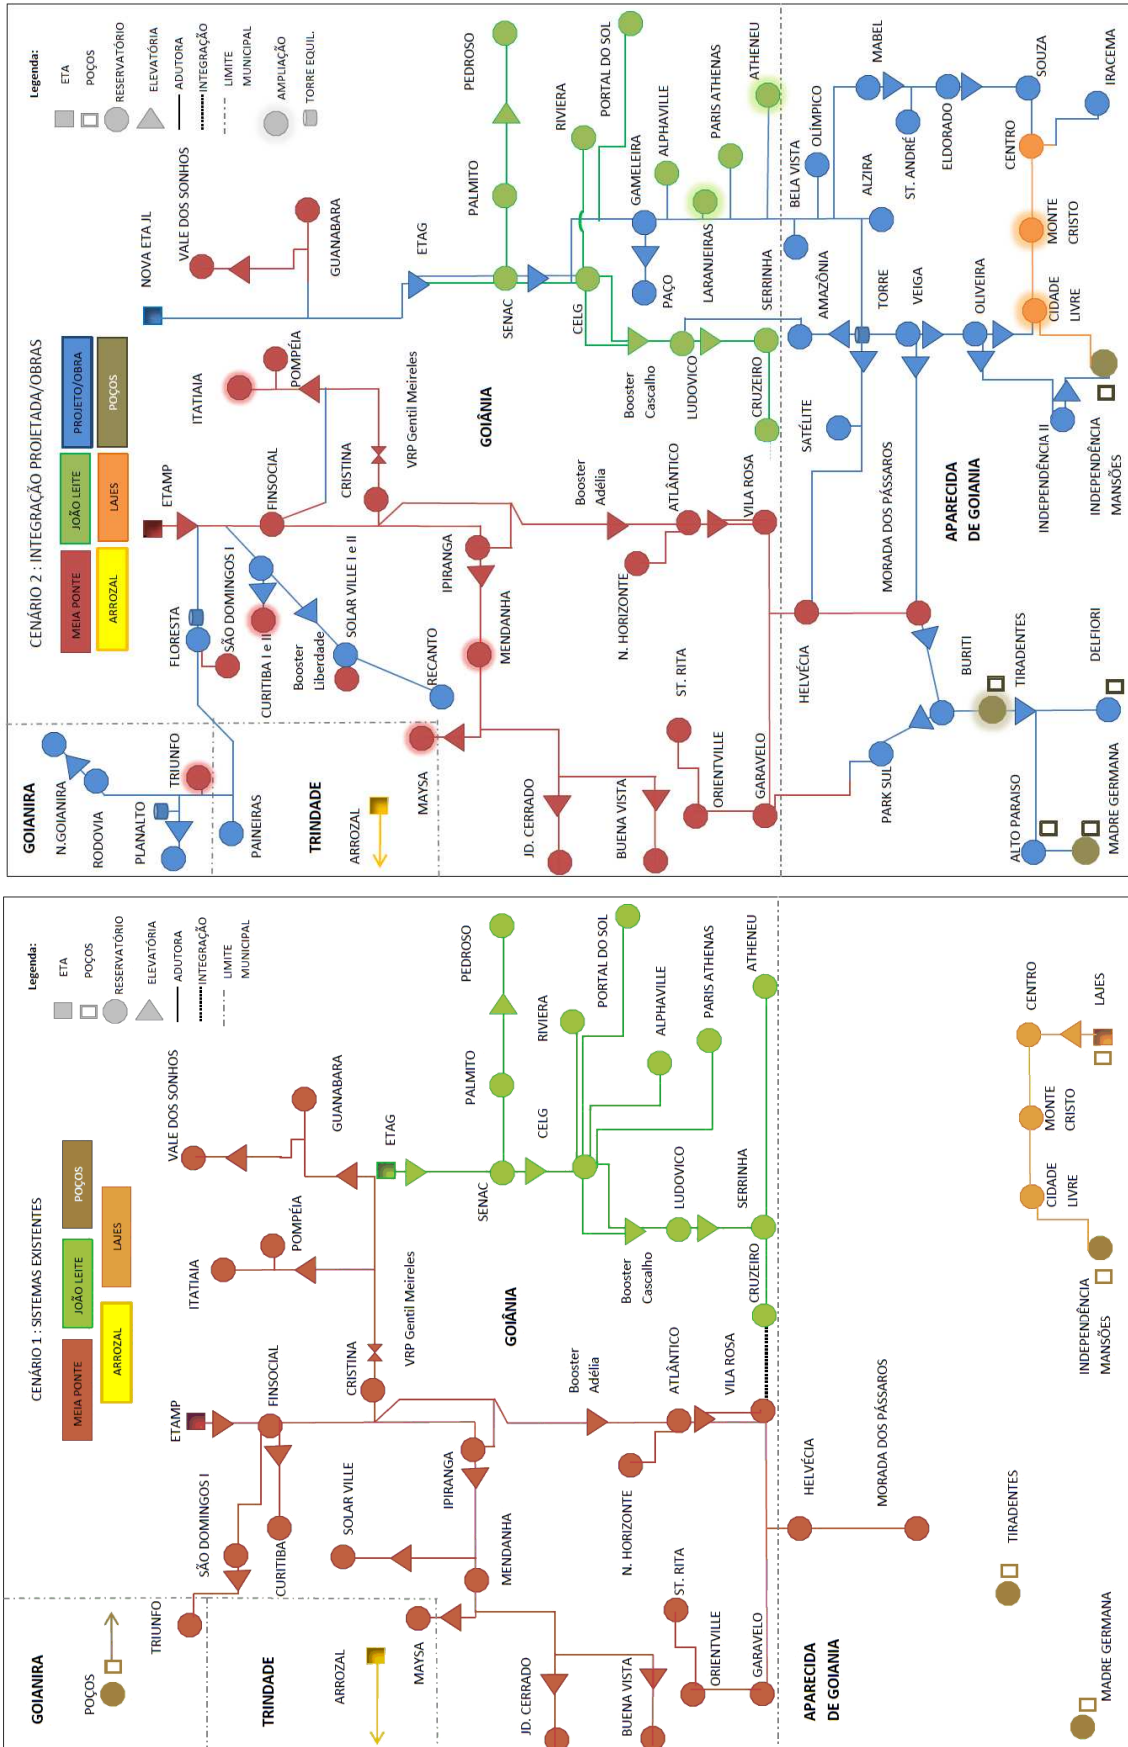 CENÁRIO 1 : SISTEMAS EXISTENTES
MEIA PONTE
JOÃO LEITE
POÇOS
ARROZAL
LAJES
Legenda:
ETA
POÇOS
RESERVATÓRIO
ELEVATÓRIA
ADUTORA
INTEGRAÇÃO
LIMITE
MUNICIPAL
GOIANIRA
POÇOS
TRIUNFO
SÃO DOMINGOS I
CURITIBA
ETAMP
FINSOCIAL
ITATIAIA
POMPÉIA
VALE DOS SONHOS
GUANABARA
TRINDADE
ARROZAL
MAYSA
SOLAR VILLE
MENDANHA
IPIRANGA
CRISTINA
VRP Gentil Meireles
ETAG
SENAC
PALMITO
PEDROSO
GOIÂNIA
CELG
RIVIERA
PORTAL DO SOL
ALPHAVILLE
PARIS ATHENAS
ATHENEU
JD. CERRADO
BUENA VISTA
ORIENTVILLE
ST. RITA
GARAVELO
N. HORIZONTE
Booster
Adélia
ATLÂNTICO
VILA ROSA
Booster
Cascalho
LUDOVICO
SERRINHA
CRUZEIRO
APARECIDA
DE GOIANIA
HELVÉCIA
MORADA DOS PÁSSAROS
TIRADENTES
MADRE GERMANA
INDEPENDÊNCIA
MANSÕES
CIDADE
LIVRE
MONTE
CRISTO
CENTRO
LAJES
CENÁRIO 2 : INTEGRAÇÃO PROJETADA/OBRAS
MEIA PONTE
JOÃO LEITE
PROJETO/OBRA
ARROZAL
LAJES
POÇOS
Legenda:
ETA
POÇOS
RESERVATÓRIO
ELEVATÓRIA
ADUTORA
INTEGRAÇÃO
LIMITE
MUNICIPAL
AMPLIAÇÃO
TORRE EQUIL.
GOIANIRA
N.GOIANIRA
RODOVIA
PLANALTO
TRIUNFO
PAINEIRAS
FLORESTA
SÃO DOMINGOS I
CURITIBA I e II
ETAMP
FINSOCIAL
ITATIAIA
POMPÉIA
NOVA ETA JL
VALE DOS SONHOS
GUANABARA
TRINDADE
ARROZAL
MAYSA
Booster
Liberdade
SOLAR VILLE I e II
RECANTO
MENDANHA
IPIRANGA
CRISTINA
VRP Gentil Meireles
ETAG
SENAC
PALMITO
PEDROSO
GOIÂNIA
CELG
RIVIERA
PORTAL DO SOL
GAMELEIRA
PAÇO
ALPHAVILLE
LARANJEIRAS
PARIS ATHENAS
ATHENEU
JD. CERRADO
BUENA VISTA
ORIENTVILLE
ST. RITA
GARAVELO
N. HORIZONTE
Booster
Adélia
ATLÂNTICO
VILA ROSA
Booster
Cascalho
LUDOVICO
SERRINHA
CRUZEIRO
HELVÉCIA
MORADA DOS PÁSSAROS
SATÉLITE
AMAZÔNIA
TORRE
VEIGA
OLIVEIRA
BELA VISTA
OLÍMPICO
ALZIRA
MABEL
ST. ANDRÉ
ELDORADO
SOUZA
IRACEMA
CENTRO
MONTE
CRISTO
CIDADE
LIVRE
APARECIDA
DE GOIANIA
INDEPENDÊNCIA II
INDEPENDÊNCIA
MANSÕES
PARK SUL
BURITI
TIRADENTES
DELFIORI
ALTO PARAISO
MADRE GERMANA